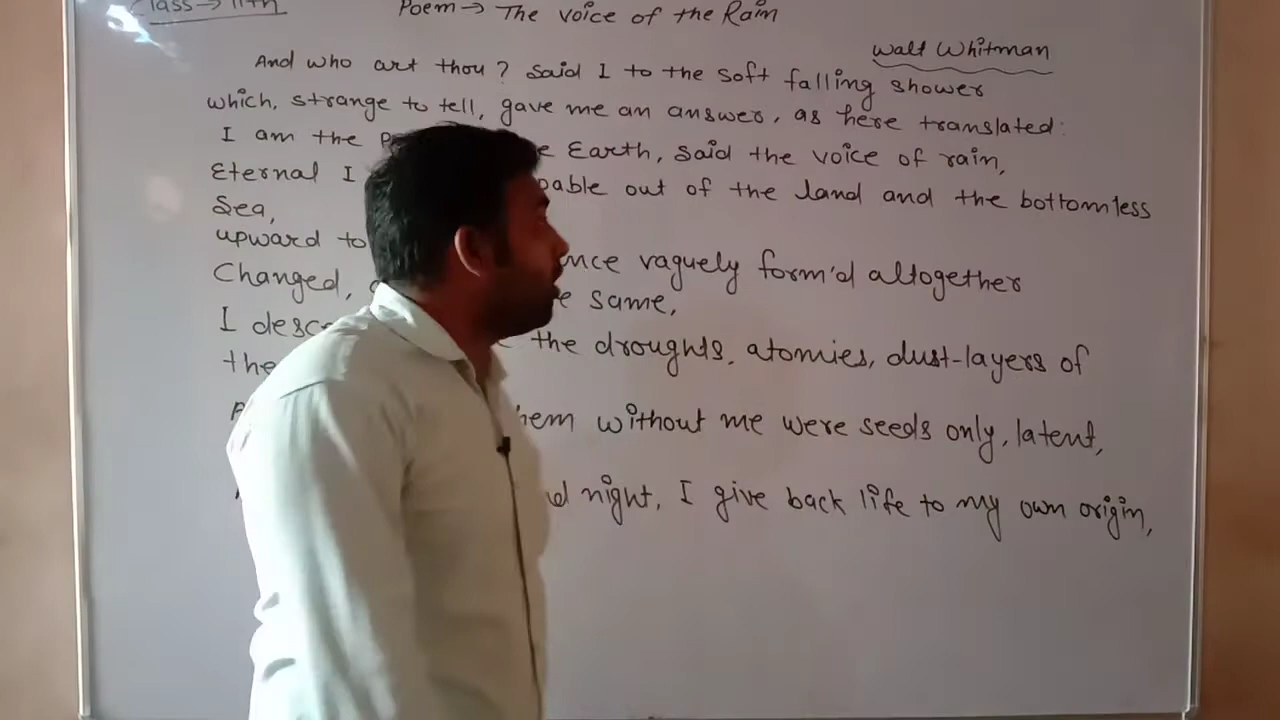 Class → 11th
Poem → The voice of the Rain
Walt Whitman
And who art thou? Said I to the soft falling shower
which, strange to tell, gave me an answer, as here translated:
I am the Earth, said the voice of rain,
Eternal I out of the land and the bottomless
Sea,
upward to vaguely form'd altogether
Changed, same,
I the droughts, atomies, dust-layers of
the
without me were seeds only, latent,
night, I give back life to my own origin,